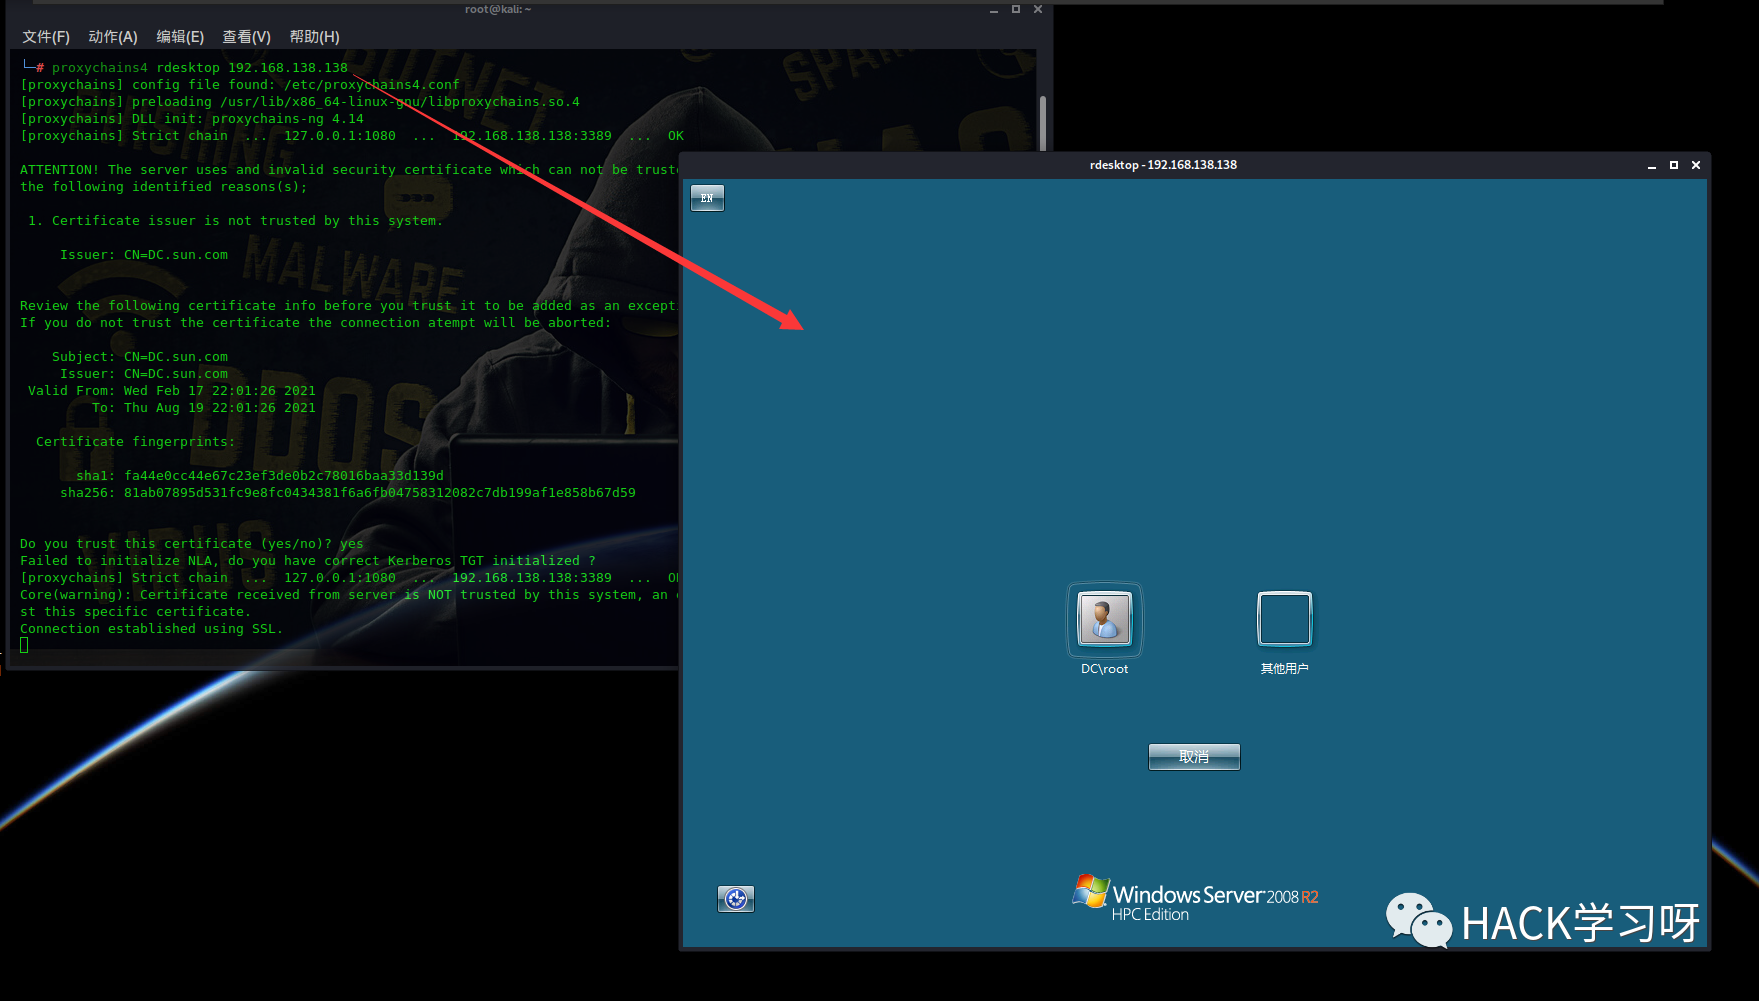 root@kali: ~
文件(F) 动作(A) 编辑(E) 查看(V) 帮助(H)
└─# proxychains4 rdesktop 192.168.138.138
[proxychains] config file found: /etc/proxychains4.conf
[proxychains] preloading /usr/lib/x86_64-linux-gnu/libproxychains.so.4
[proxychains] DLL init: proxychains-ng 4.14
[proxychains] Strict chain ... 127.0.0.1:1080 ... 192.168.138.138:3389 ... OK
ATTENTION! The server uses and invalid security certificate which can not be truste
the following identified reasons(s);
1. Certificate issuer is not trusted by this system.
Issuer: CN=DC.sun.com
Review the following certificate info before you trust it to be added as an excepti
If you do not trust the certificate the connection atempt will be aborted:
Subject: CN=DC.sun.com
Issuer: CN=DC.sun.com
Valid From: Wed Feb 17 22:01:26 2021
To: Thu Aug 19 22:01:26 2021
Certificate fingerprints:
sha1: fa44e0cc44e67c23ef3de0b2c78016baa33d139d
sha256: 81ab07895d531fc9e8fc0434381f6a6fb04758312082c7db199af1e858b67d59
Do you trust this certificate (yes/no)? yes
Failed to initialize NLA, do you have correct Kerberos TGT initialized ?
[proxychains] Strict chain ... 127.0.0.1:1080 ... 192.168.138.138:3389 ... OK
Core(warning): Certificate received from server is NOT trusted by this system, an
st this specific certificate.
Connection established using SSL.
MALWARE
DDOS
VIRUS
rdesktop - 192.168.138.138
EN
DC\root
其他用户
取消
Windows Server 2008 R2
HPC Edition
HACK学习呀